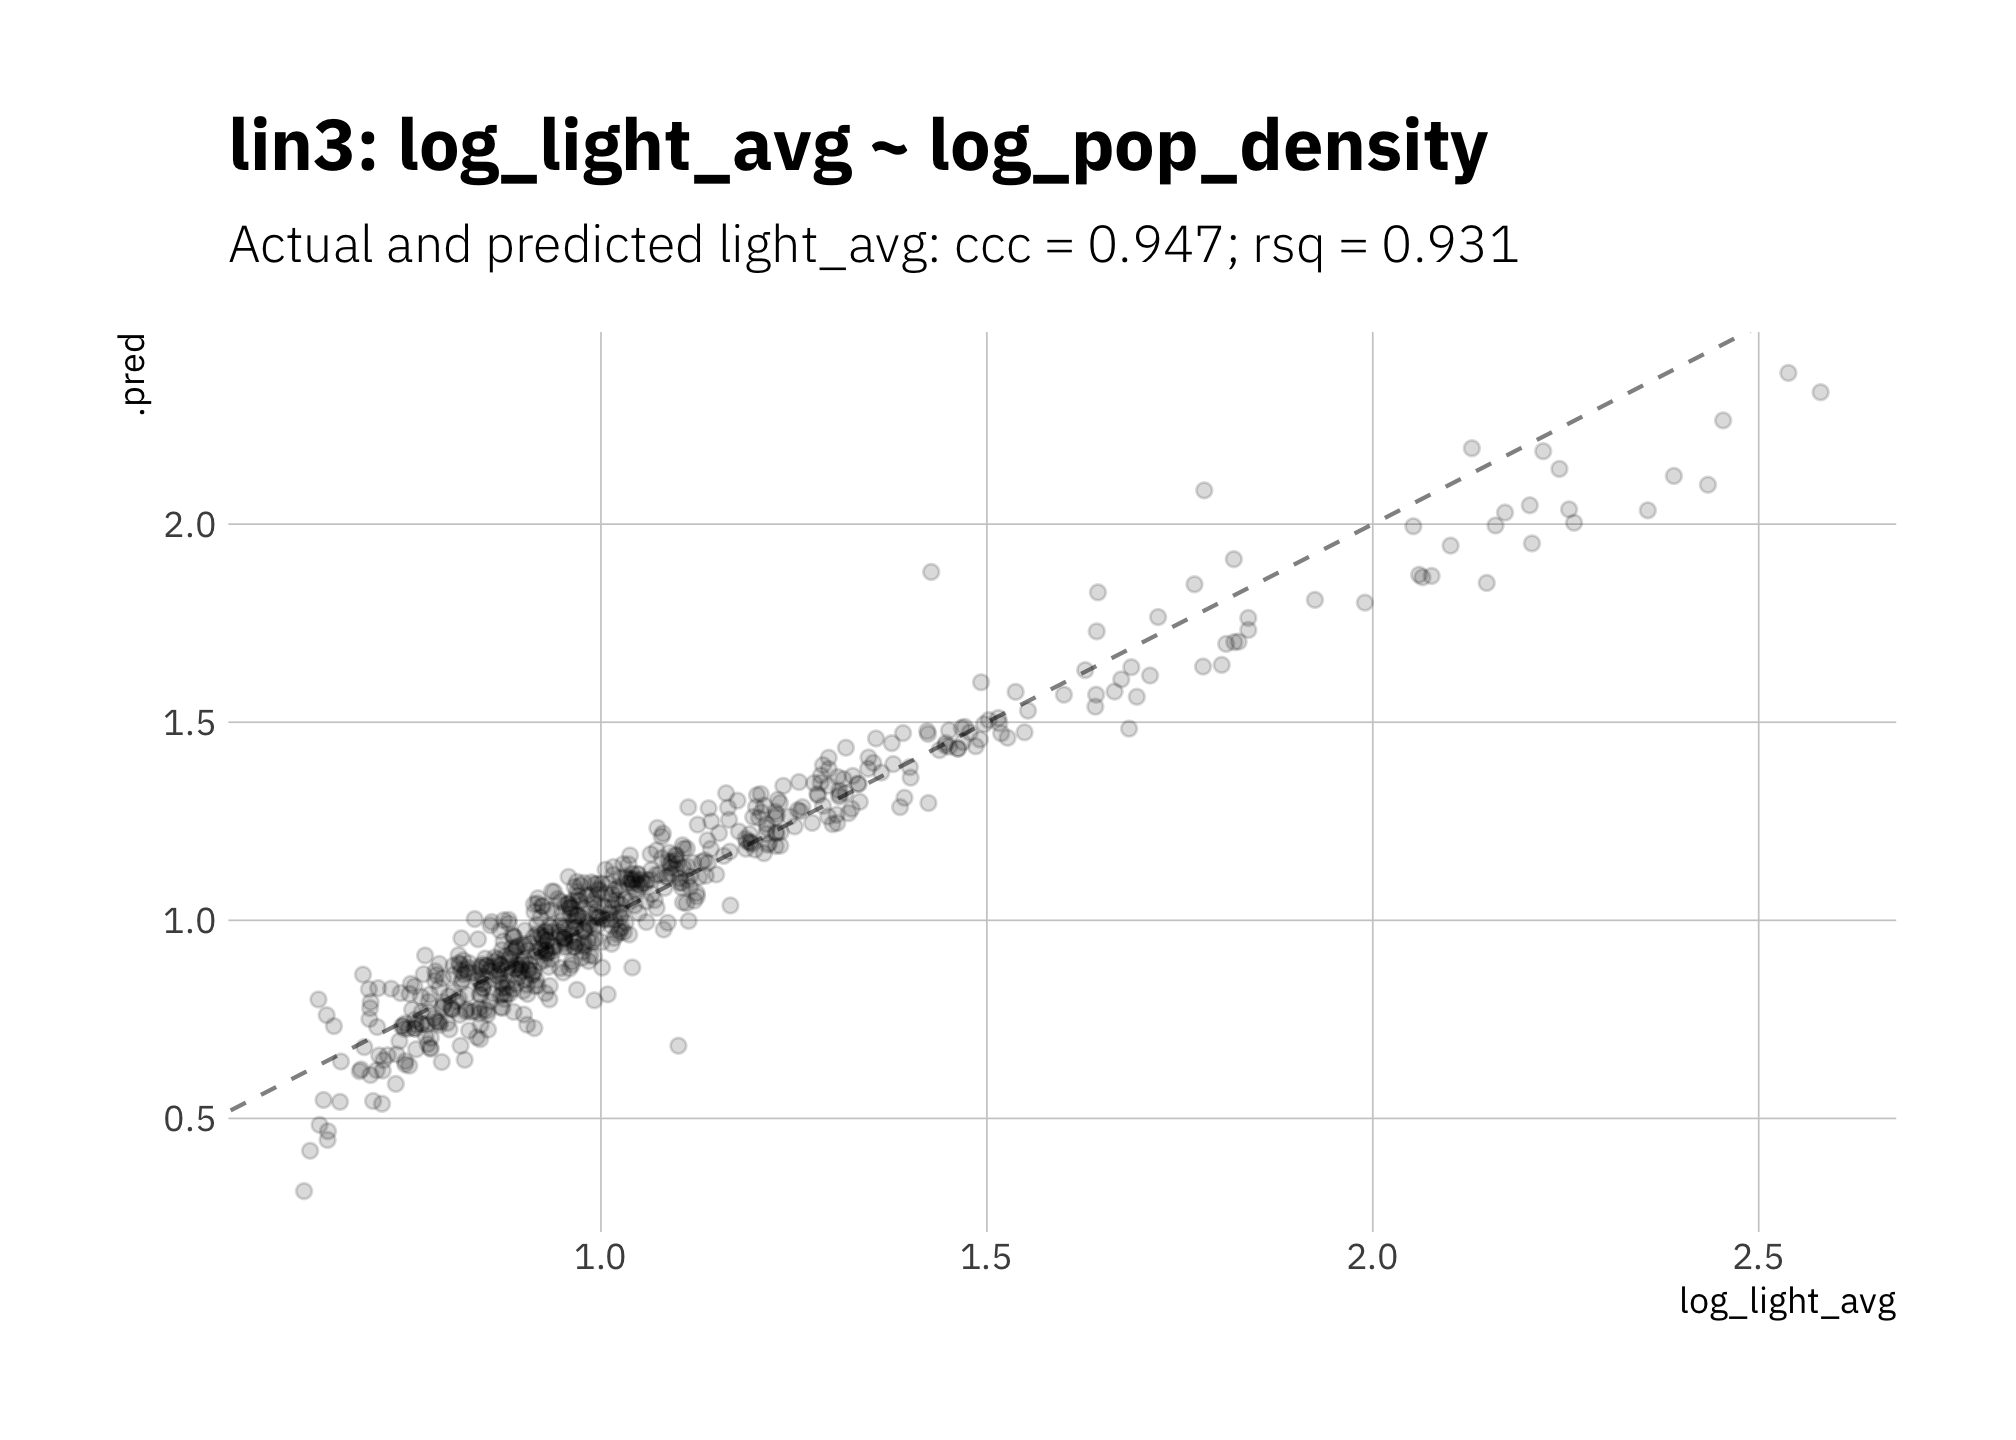 lin3: log_light_avg ~ log_pop_density
Actual and predicted light_avg: ccc = 0.947; rsq = 0.931
.pred
2.0
1.5
1.0
0.5
1.0 1.5 2.0 2.5
log_light_avg